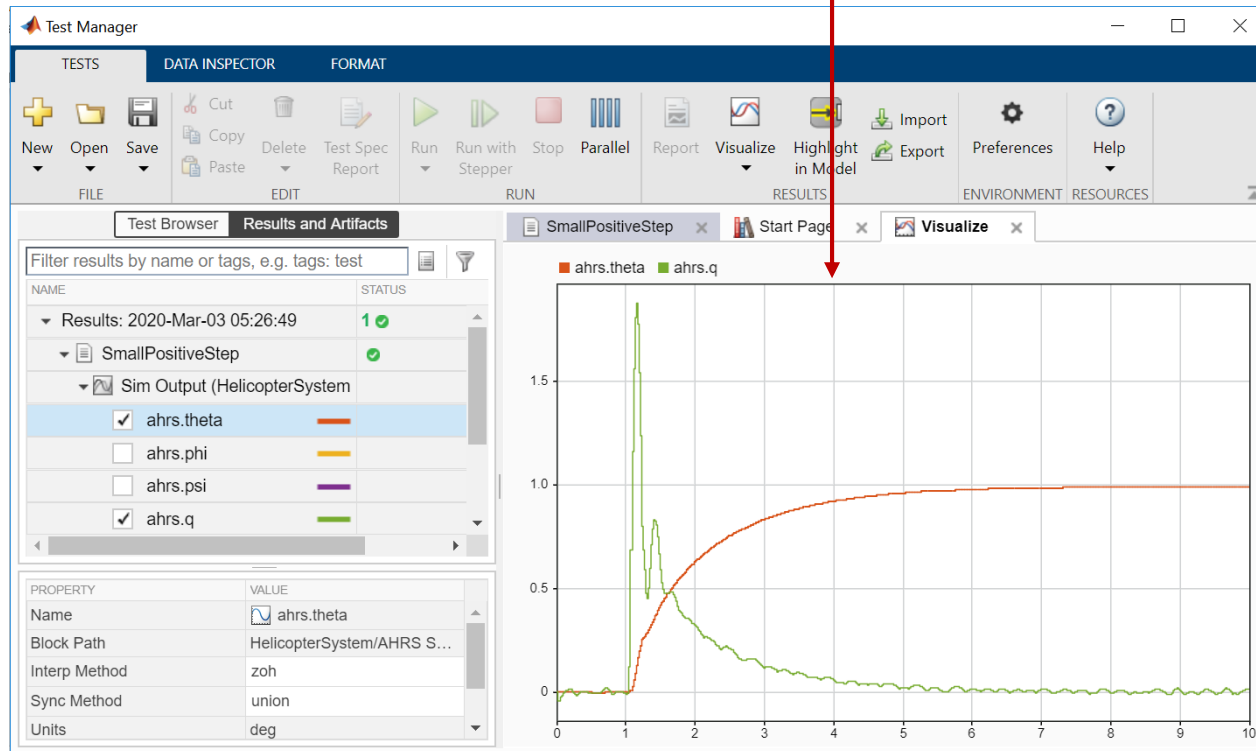 Test Manager
TESTS DATA INSPECTOR FORMAT
New Open Save Cut Copy Paste Delete Test Spec Report Run Run with Stepper Stop Parallel Report Visualize Highlight in Model Import Export Preferences Help
FILE EDIT RUN RESULTS ENVIRONMENT RESOURCES
Test Browser Results and Artifacts
Filter results by name or tags, e.g. tags: test
NAME STATUS
Results: 2020-Mar-03 05:26:49 1
SmallPositiveStep
Sim Output (HelicopterSystem
ahrs.theta
ahrs.phi
ahrs.psi
ahrs.q
PROPERTY VALUE
Name ahrs.theta
Block Path HelicopterSystem/AHRS S...
Interp Method zoh
Sync Method union
Units deg
SmallPositiveStep Start Page Visualize
ahrs.theta ahrs.q
1.5
1.0
0.5
0
0 1 2 3 4 5 6 7 8 9 10